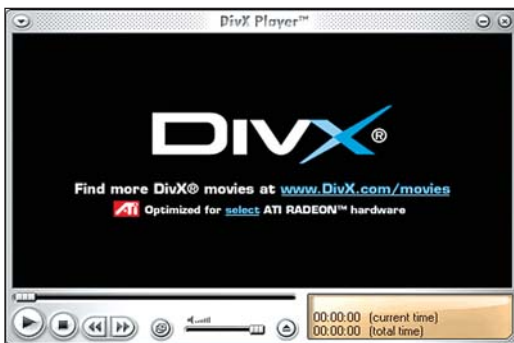 DivX Player™
DIVX®
Find more DivX® movies at www.DivX.com/movies
ATI Optimized for select ATI RADEON™ hardware
00:00:00 (current time)
00:00:00 (total time)